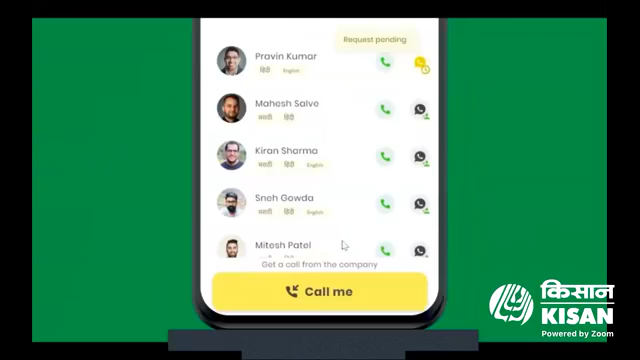 Request pending
Pravin Kumar
हिंदी English
Mahesh Salve
मराठी हिंदी
Kiran Sharma
मराठी हिंदी English
Sneh Gowda
मराठी हिंदी English
Mitesh Patel
Get a call from the company
Call me
किसान
KISAN
Powered by Zoom